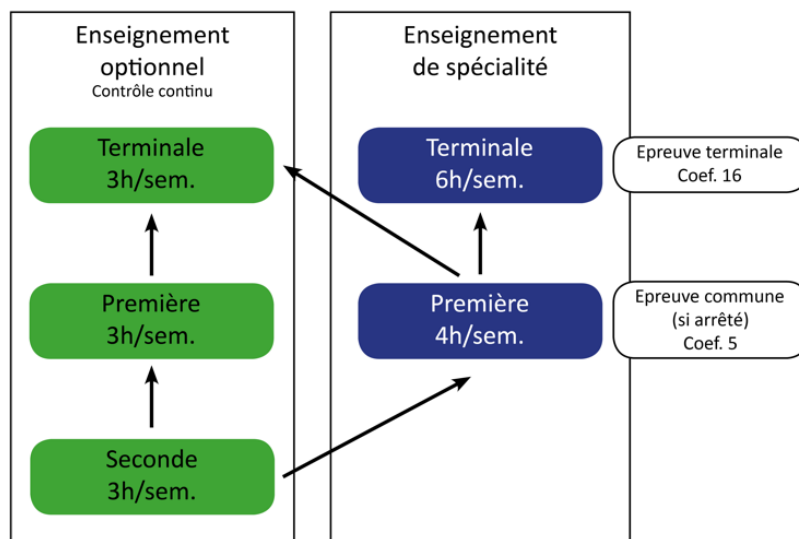 Enseignement
optionnel
Contrôle continu
Terminale
3h/sem.
Première
3h/sem.
Seconde
3h/sem.
Enseignement
de spécialité
Terminale
6h/sem.
Première
4h/sem.
Epreuve terminale
Coef. 16
Epreuve commune
(si arrêté)
Coef. 5